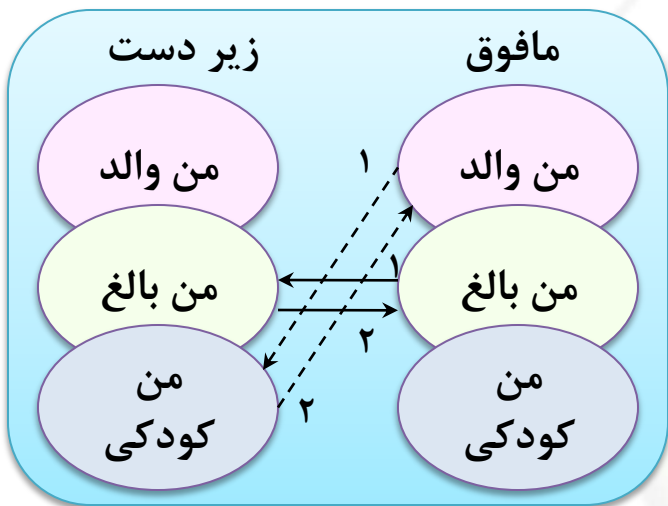 مافوق
زیر دست
من والد
۱
من والد
من بالغ
۱
من بالغ
۲
من
کودکی
۲
من
کودکی